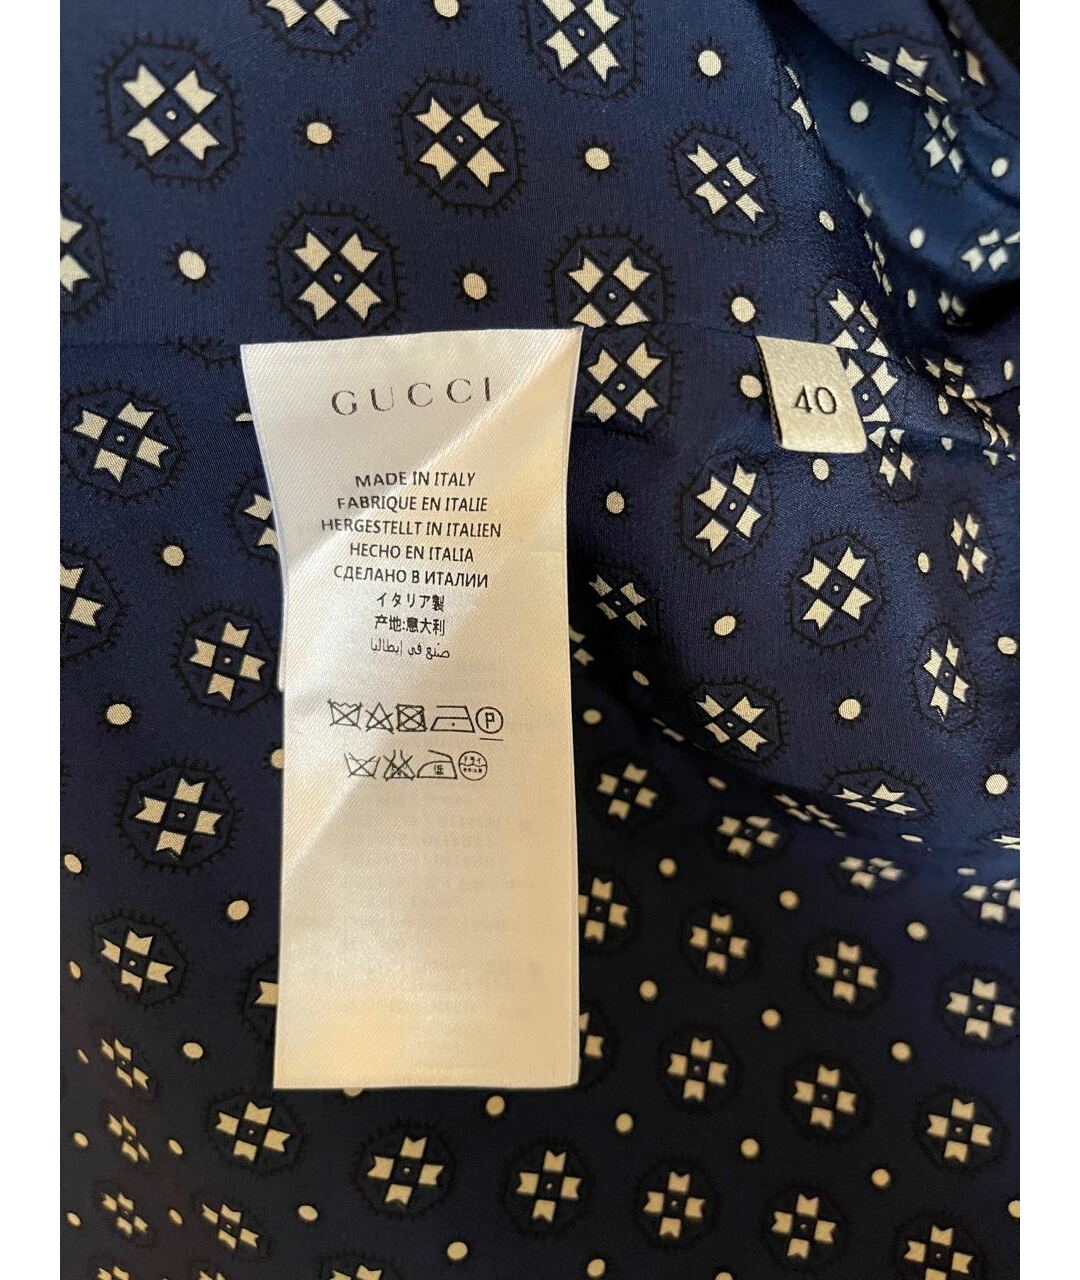 GUCCI
40
MADE IN ITALY
FABRIQUE EN ITALIE
HERGESTELLT IN ITALIEN
HECHO EN ITALIA
СДЕЛАНО В ИТАЛИИ
イタリア製
产地:意大利
صنع في إيطاليا
P
低